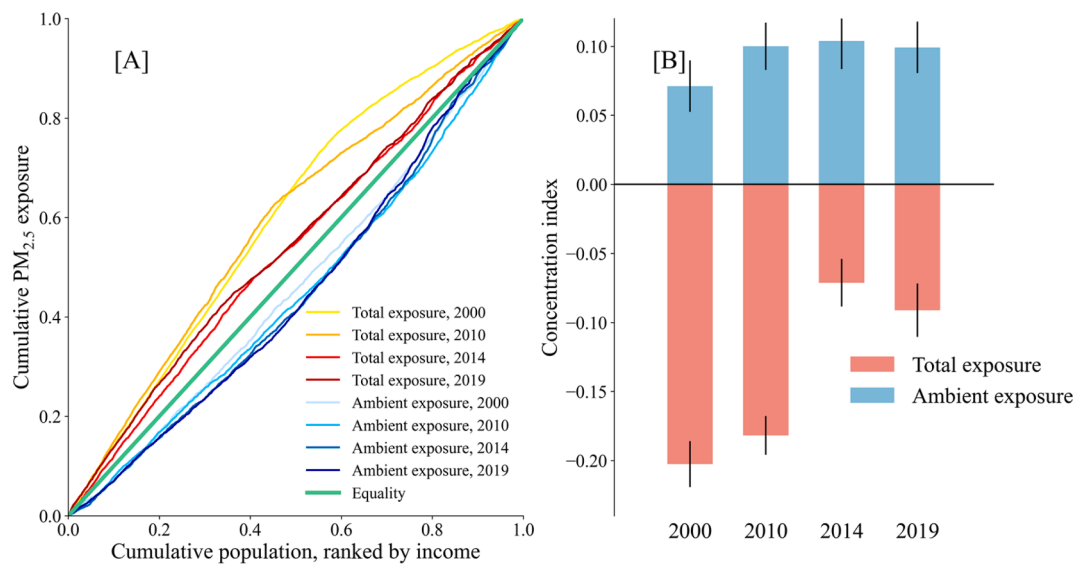 [A]
Cumulative PM2.5 exposure
1.0
0.8
0.6
0.4
0.2
0.0
0.0 0.2 0.4 0.6 0.8 1.0
Cumulative population, ranked by income
Total exposure, 2000
Total exposure, 2010
Total exposure, 2014
Total exposure, 2019
Ambient exposure, 2000
Ambient exposure, 2010
Ambient exposure, 2014
Ambient exposure, 2019
Equality
[B]
Concentration index
0.10
0.05
0.00
−0.05
−0.10
−0.15
−0.20
2000 2010 2014 2019
Total exposure
Ambient exposure